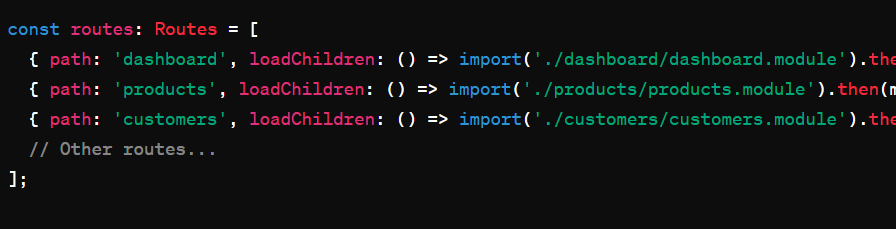 const routes: Routes = [
  { path: 'dashboard', loadChildren: () => import('./dashboard/dashboard.module').the
  { path: 'products', loadChildren: () => import('./products/products.module').then(m
  { path: 'customers', loadChildren: () => import('./customers/customers.module').the
  // Other routes...
];